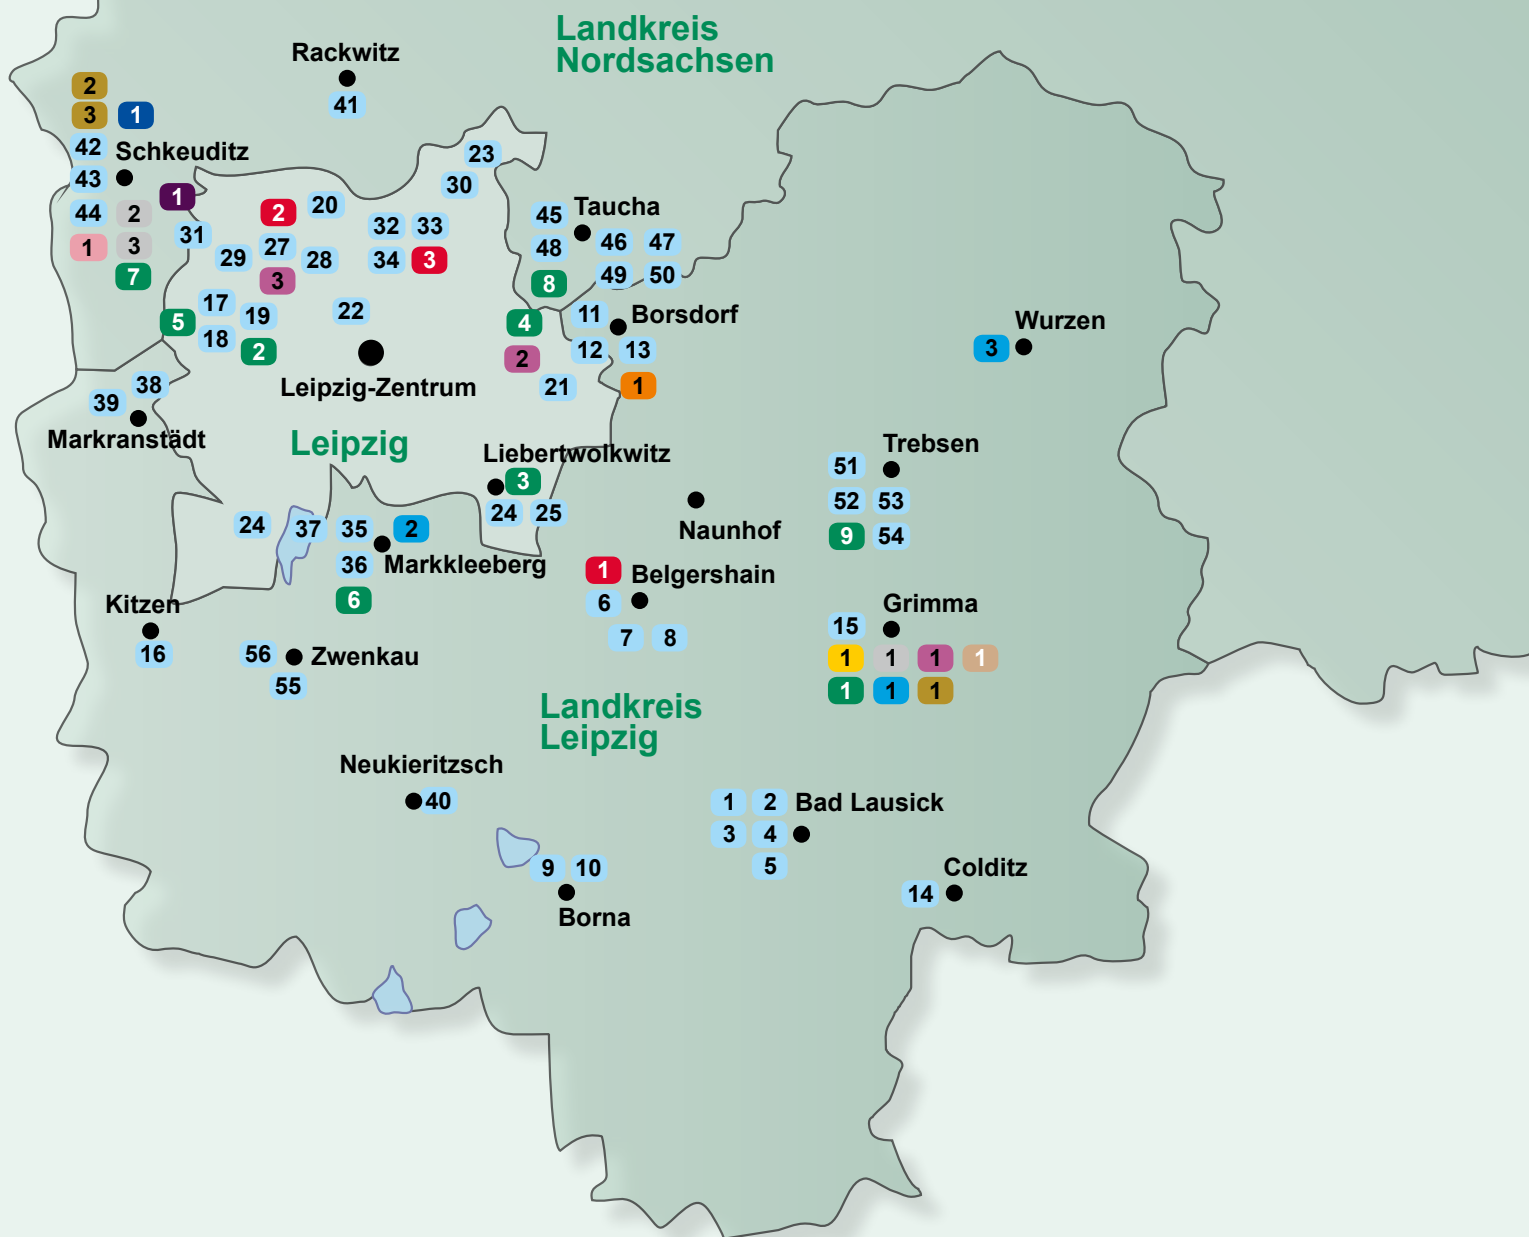 Landkreis
Nordsachsen
Rackwitz
41
2
3 1
42 Schkeuditz
43
44 2 1
1 3
7
23
30
2 20
32 33
31 29 27 28
34 3
3
17
5 19
18 2
22
Leipzig-Zentrum
45 Taucha
48 46 47
49 50
8
4 11 Borsdorf
2 12 13
21 1
Wurzen
3
38
39
Markranstädt
Leipzig
Liebertwolkwitz
3
24 25
Trebsen
51
52 53
9 54
Naunhof
24 37 35 2
36 Markkleeberg
6
1 Belgershain
6
7 8
Kitzen
16
56 Zwenkau
55
Grimma
15
1 1 1 1
1 1 1
Landkreis
Leipzig
Neukieritzsch
40
1 2 Bad Lausick
3 4
5
9 10
Borna
Colditz
14